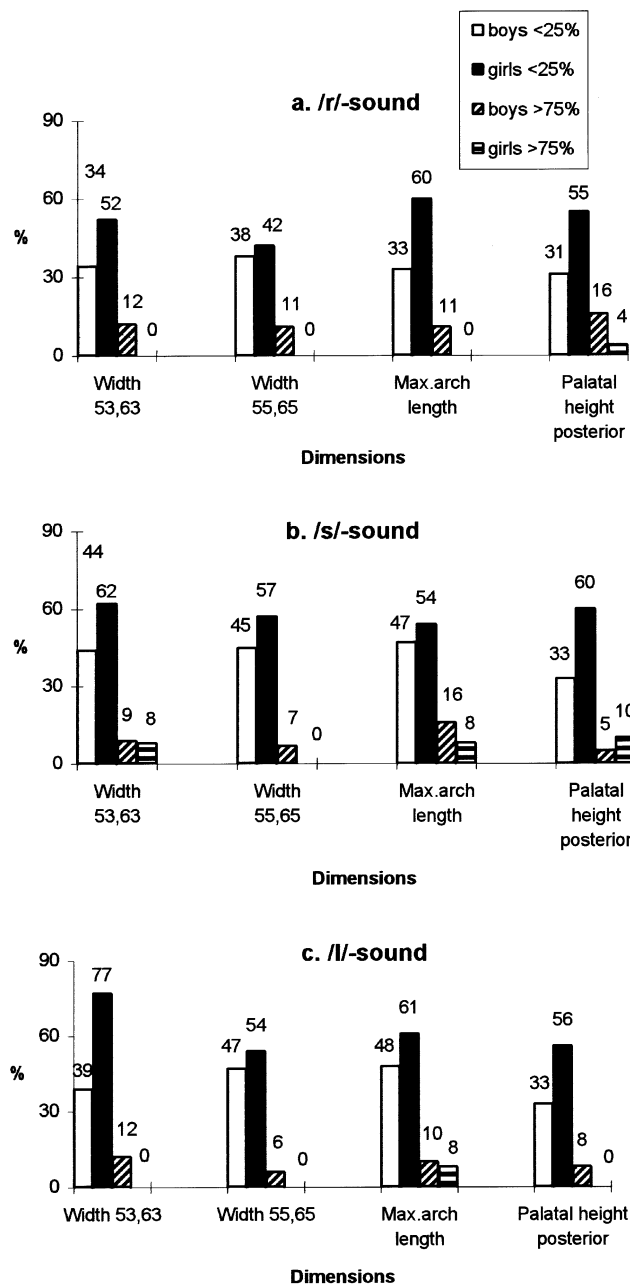 boys <25%
girls <25%
boys >75%
girls >75%
a. /r/-sound
90
60
%
30
0
34 52 12 0
38 42 11 0
33 60 11 0
31 55 16 4
Width
53,63
Width
55,65
Max.arch
length
Palatal
height
posterior
Dimensions
b. /s/-sound
90
60
%
30
0
44 62 9 8
45 57 7 0
47 54 16 8
33 60 5 10
Width
53,63
Width
55,65
Max.arch
length
Palatal
height
posterior
Dimensions
c. /l/-sound
90
60
%
30
0
39 77 12 0
47 54 6 0
48 61 10 8
33 56 8 0
Width 53,63
Width 55,65
Max.arch
length
Palatal height
posterior
Dimensions